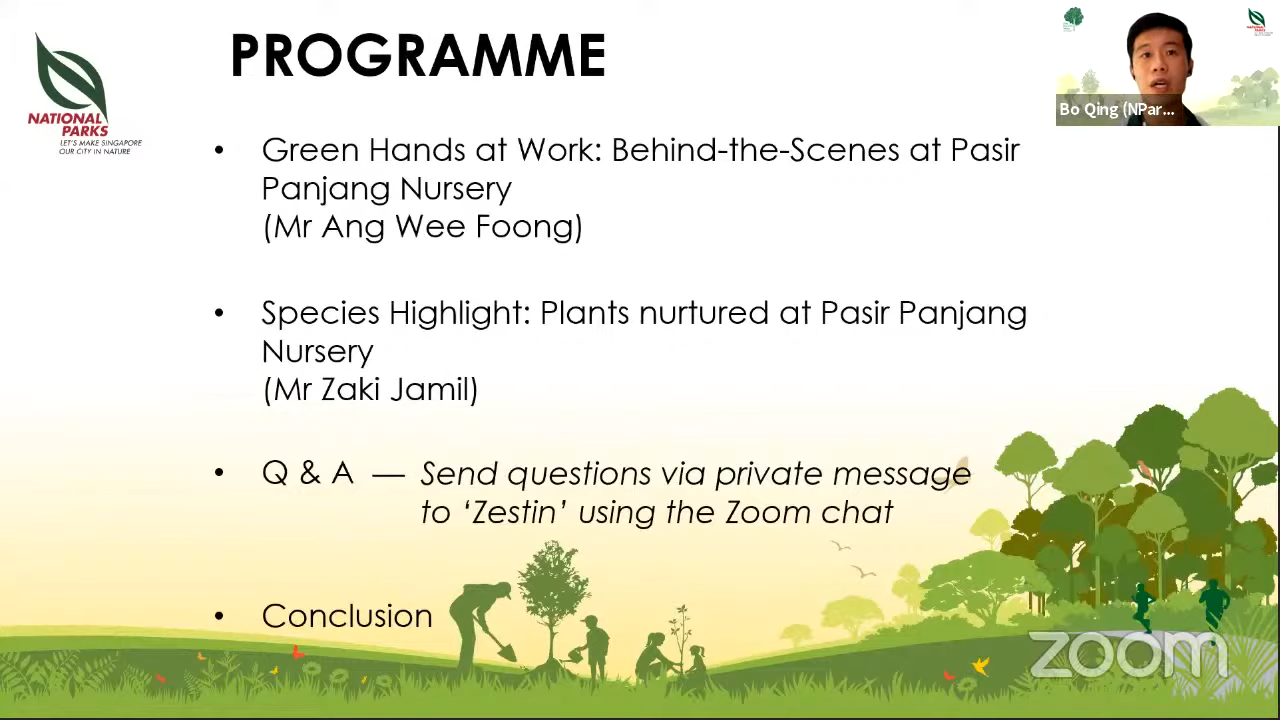 PROGRAMME
NATIONAL
PARKS
LET'S MAKE SINGAPORE
OUR CITY IN NATURE
• Green Hands at Work: Behind-the-Scenes at Pasir
Panjang Nursery
(Mr Ang Wee Foong)
• Species Highlight: Plants nurtured at Pasir Panjang
Nursery
(Mr Zaki Jamil)
• Q & A — Send questions via private message
to ‘Zestin’ using the Zoom chat
• Conclusion
Bo Qing (NPar...
zoom